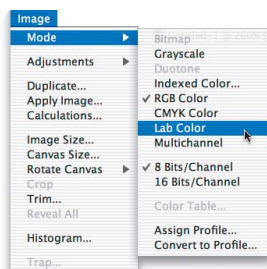 Image
Mode
Adjustments
Duplicate...
Apply Image...
Calculations...
Image Size...
Canvas Size...
Rotate Canvas
Crop
Trim...
Reveal All
Histogram...
Trap...
Bitmap
Grayscale
Duotone
Indexed Color...
✓ RGB Color
CMYK Color
Lab Color
Multichannel
✓ 8 Bits/Channel
16 Bits/Channel
Color Table...
Assign Profile...
Convert to Profile...